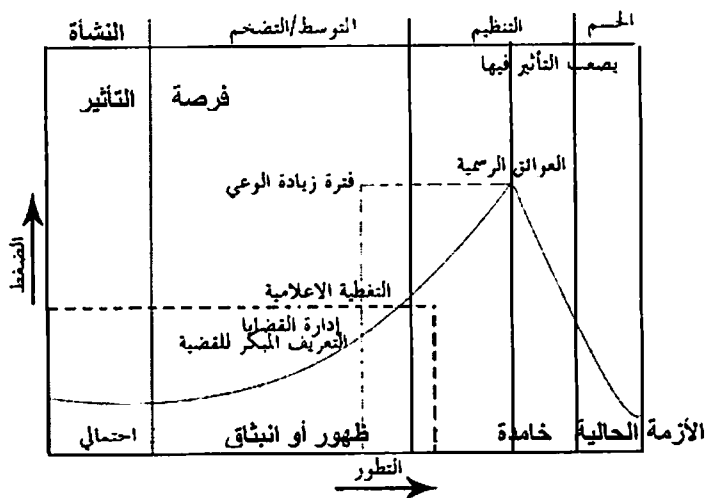 النشأة
التوسط/التضخم
التنظيم
الحسم
يصعب التأثير فيها
فرصة
التأثير
العوائق الرسمية
فترة زيادة الوعي
الضغط
التغطية الاعلامية
إدارة القضايا
التعريف المبكر للقضية
احتمالي
ظهور أو انبثاق
خامدة
الحالية
الأزمة
التطور